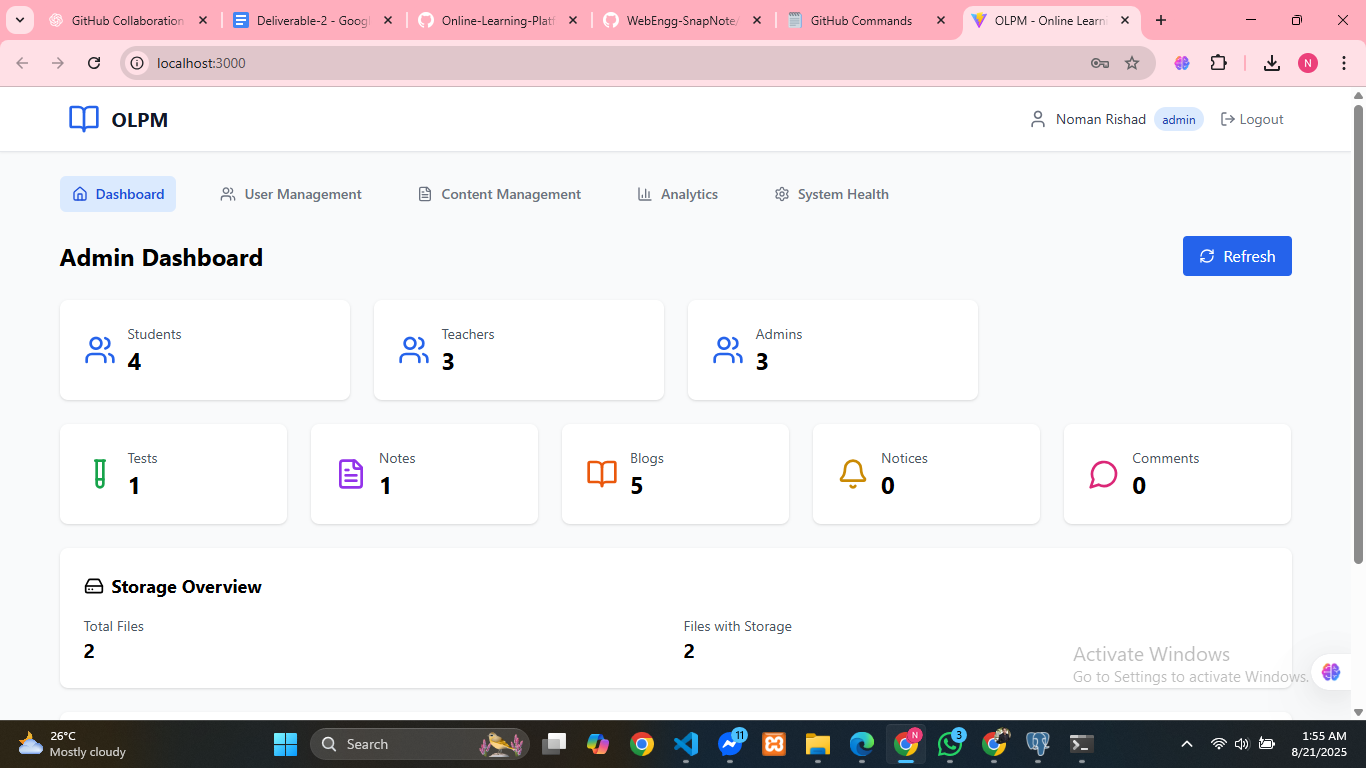 GitHub Collaboration
Deliverable-2 - Googl
Online-Learning-Platf
WebEngg-SnapNote/
GitHub Commands
OLPM - Online Learni
localhost:3000
N
OLPM
Noman Rishad
admin
Logout
Dashboard
User Management
Content Management
Analytics
System Health
Admin Dashboard
Refresh
Students
4
Teachers
3
Admins
3
Tests
1
Notes
1
Blogs
5
Notices
0
Comments
0
Storage Overview
Total Files
2
Files with Storage
2
Activate Windows
Go to Settings to activate Windows.
26°C
Mostly cloudy
Search
11
N
3
1:55 AM
8/21/2025